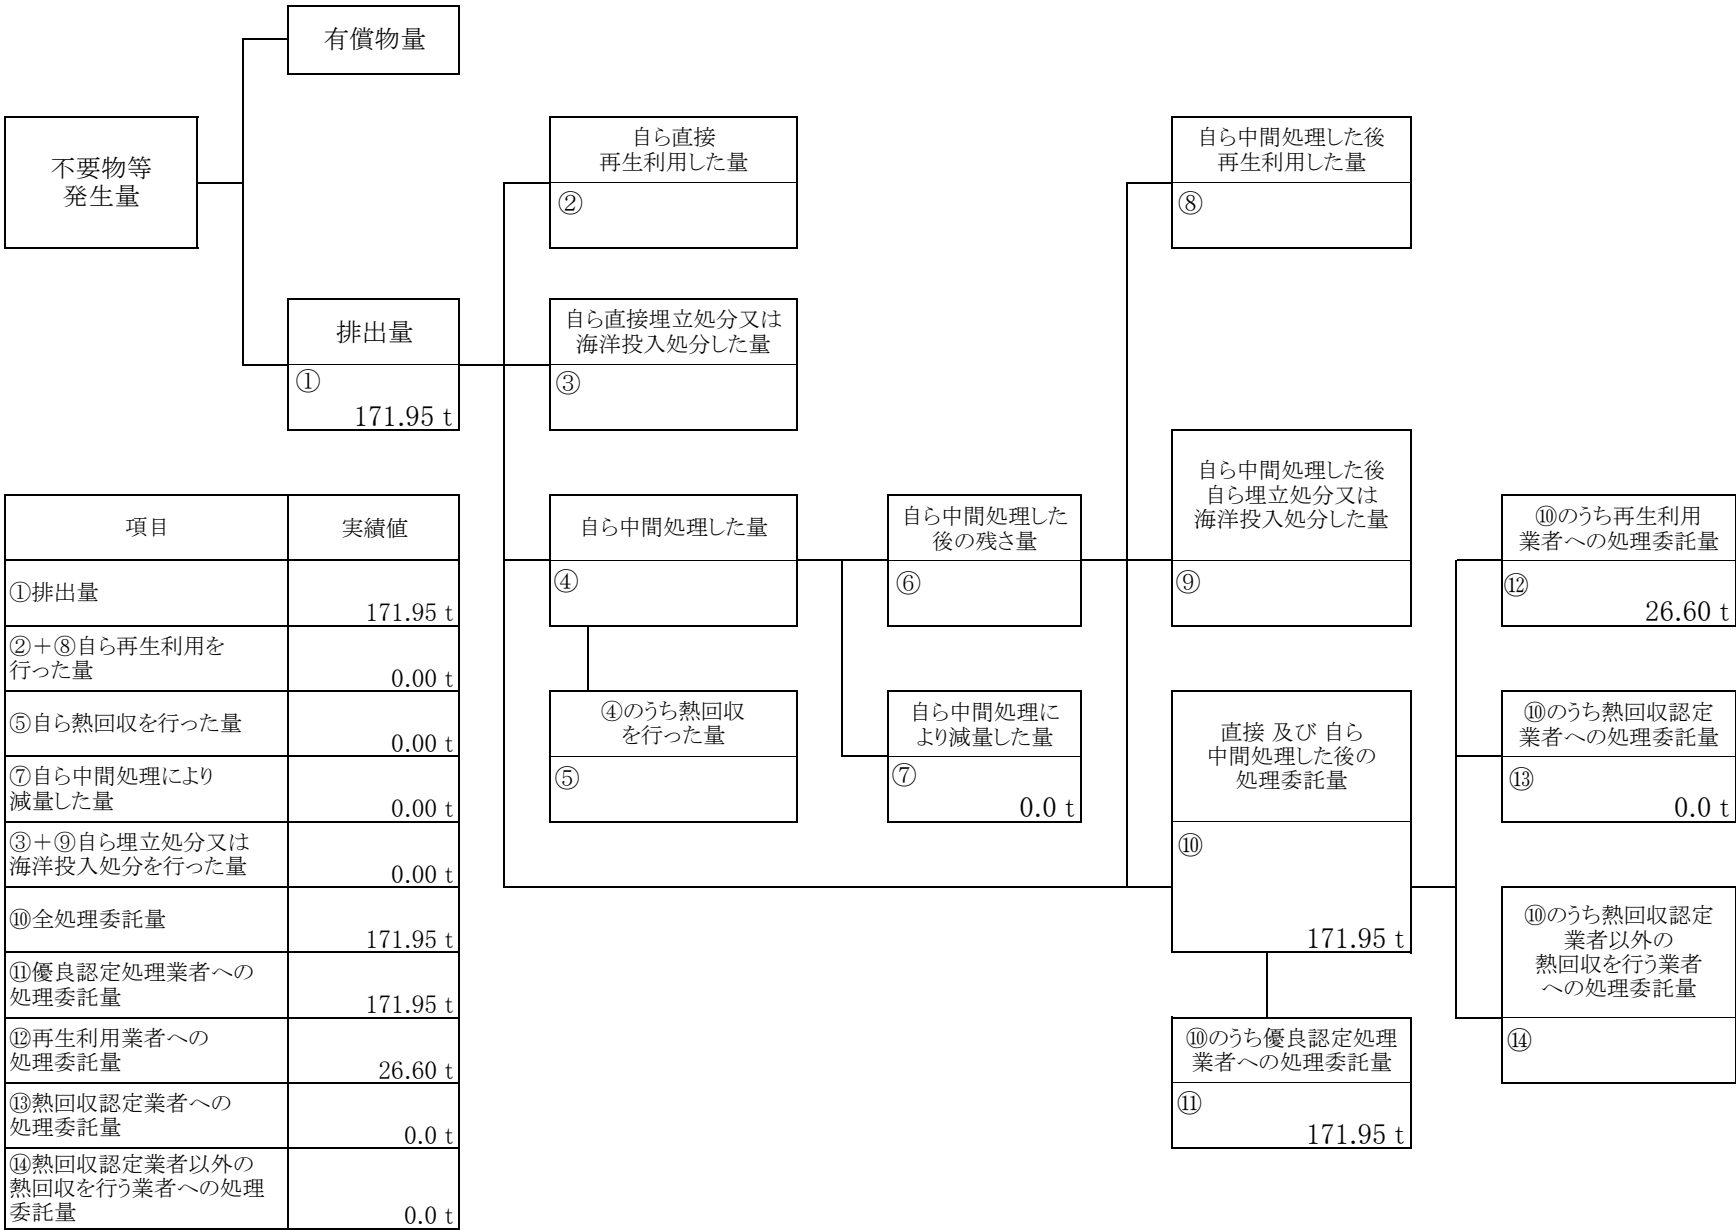 有償物量
不要物等
発生量
排出量
①
171.95 t
自ら直接
再生利用した量
②
自ら直接埋立処分又は
海洋投入処分した量
③
自ら中間処理した量
④
④のうち熱回収
を行った量
⑤
自ら中間処理した
後の残さ量
⑥
自ら中間処理に
より減量した量
⑦
0.0 t
自ら中間処理した後
再生利用した量
⑧
自ら中間処理した後
自ら埋立処分又は
海洋投入処分した量
⑨
直接 及び 自ら
中間処理した後の
処理委託量
⑩
171.95 t
⑩のうち優良認定処理
業者への処理委託量
⑪
171.95 t
⑩のうち再生利用
業者への処理委託量
⑫
26.60 t
⑩のうち熱回収認定
業者への処理委託量
⑬
0.0 t
⑩のうち熱回収認定
業者以外の
熱回収を行う業者
への処理委託量
⑭
項目 実績値
①排出量
171.95 t
②＋⑧自ら再生利用を
行った量
0.00 t
⑤自ら熱回収を行った量
0.00 t
⑦自ら中間処理により
減量した量
0.00 t
③＋⑨自ら埋立処分又は
海洋投入処分を行った量
0.00 t
⑩全処理委託量
171.95 t
⑪優良認定処理業者への
処理委託量
171.95 t
⑫再生利用業者への
処理委託量
26.60 t
⑬熱回収認定業者への
処理委託量
0.0 t
⑭熱回収認定業者以外の
熱回収を行う業者への処理
委託量
0.0 t